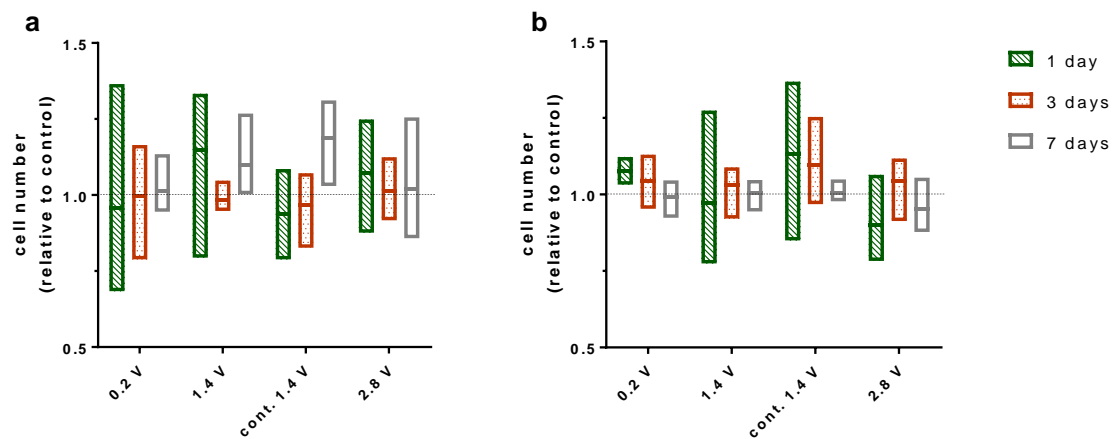 a
1.5
1.0
0.5
cell number
(relative to control)
0.2 V
1.4 V
cont. 1.4 V
2.8 V
b
1.5
1.0
0.5
cell number
(relative to control)
0.2 V
1.4 V
cont. 1.4 V
2.8 V
1 day
3 days
7 days